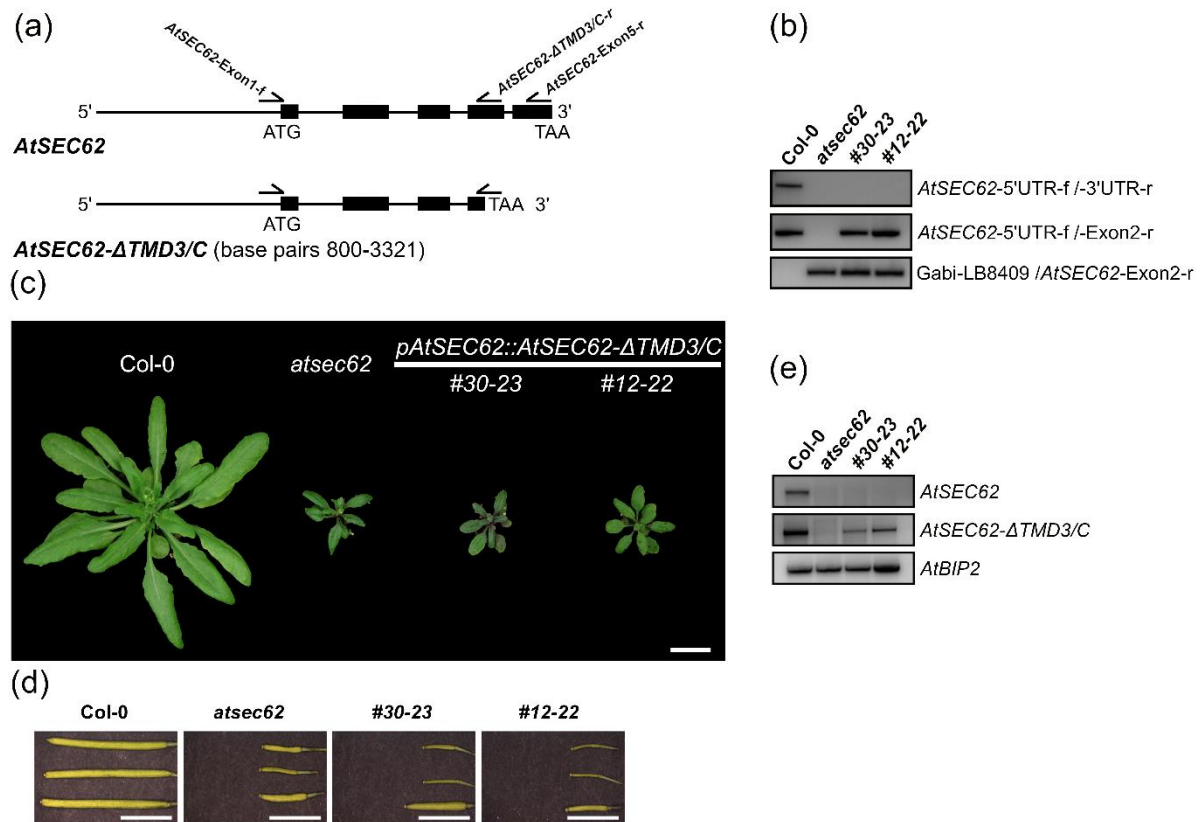 (a)
AtSEC62-Exon1-f
AtSEC62-ΔTMD3/C-r
AtSEC62-Exon5-r
5' 3'
ATG TAA
AtSEC62
5' TAA 3'
ATG
AtSEC62-ΔTMD3/C (base pairs 800-3321)
(b)
Col-0 atsec62 #30-23 #12-22
AtSEC62-5'UTR-f /-3'UTR-r
AtSEC62-5'UTR-f /-Exon2-r
Gabi-LB8409 /AtSEC62-Exon2-r
(c)
Col-0 atsec62 pAtSEC62::AtSEC62-ΔTMD3/C
#30-23 #12-22
(e)
Col-0 atsec62 #30-23 #12-22
AtSEC62
AtSEC62-ΔTMD3/C
AtBIP2
(d)
Col-0 atsec62 #30-23 #12-22